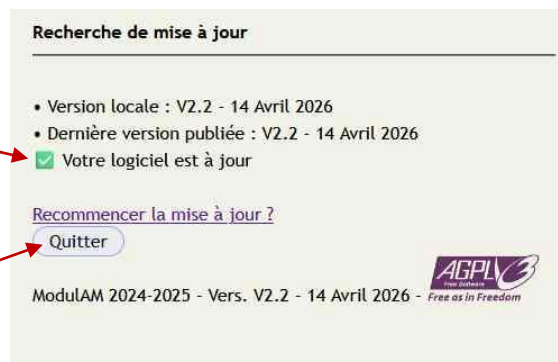 Recherche de mise à jour
• Version locale : V2.2 - 14 Avril 2026
• Dernière version publiée : V2.2 - 14 Avril 2026
✅ Votre logiciel est à jour
Recommencer la mise à jour ?
Quitter
AGPLV3
Free Software
ModulAM 2024-2025 - Vers. V2.2 - 14 Avril 2026 - Free as in Freedom